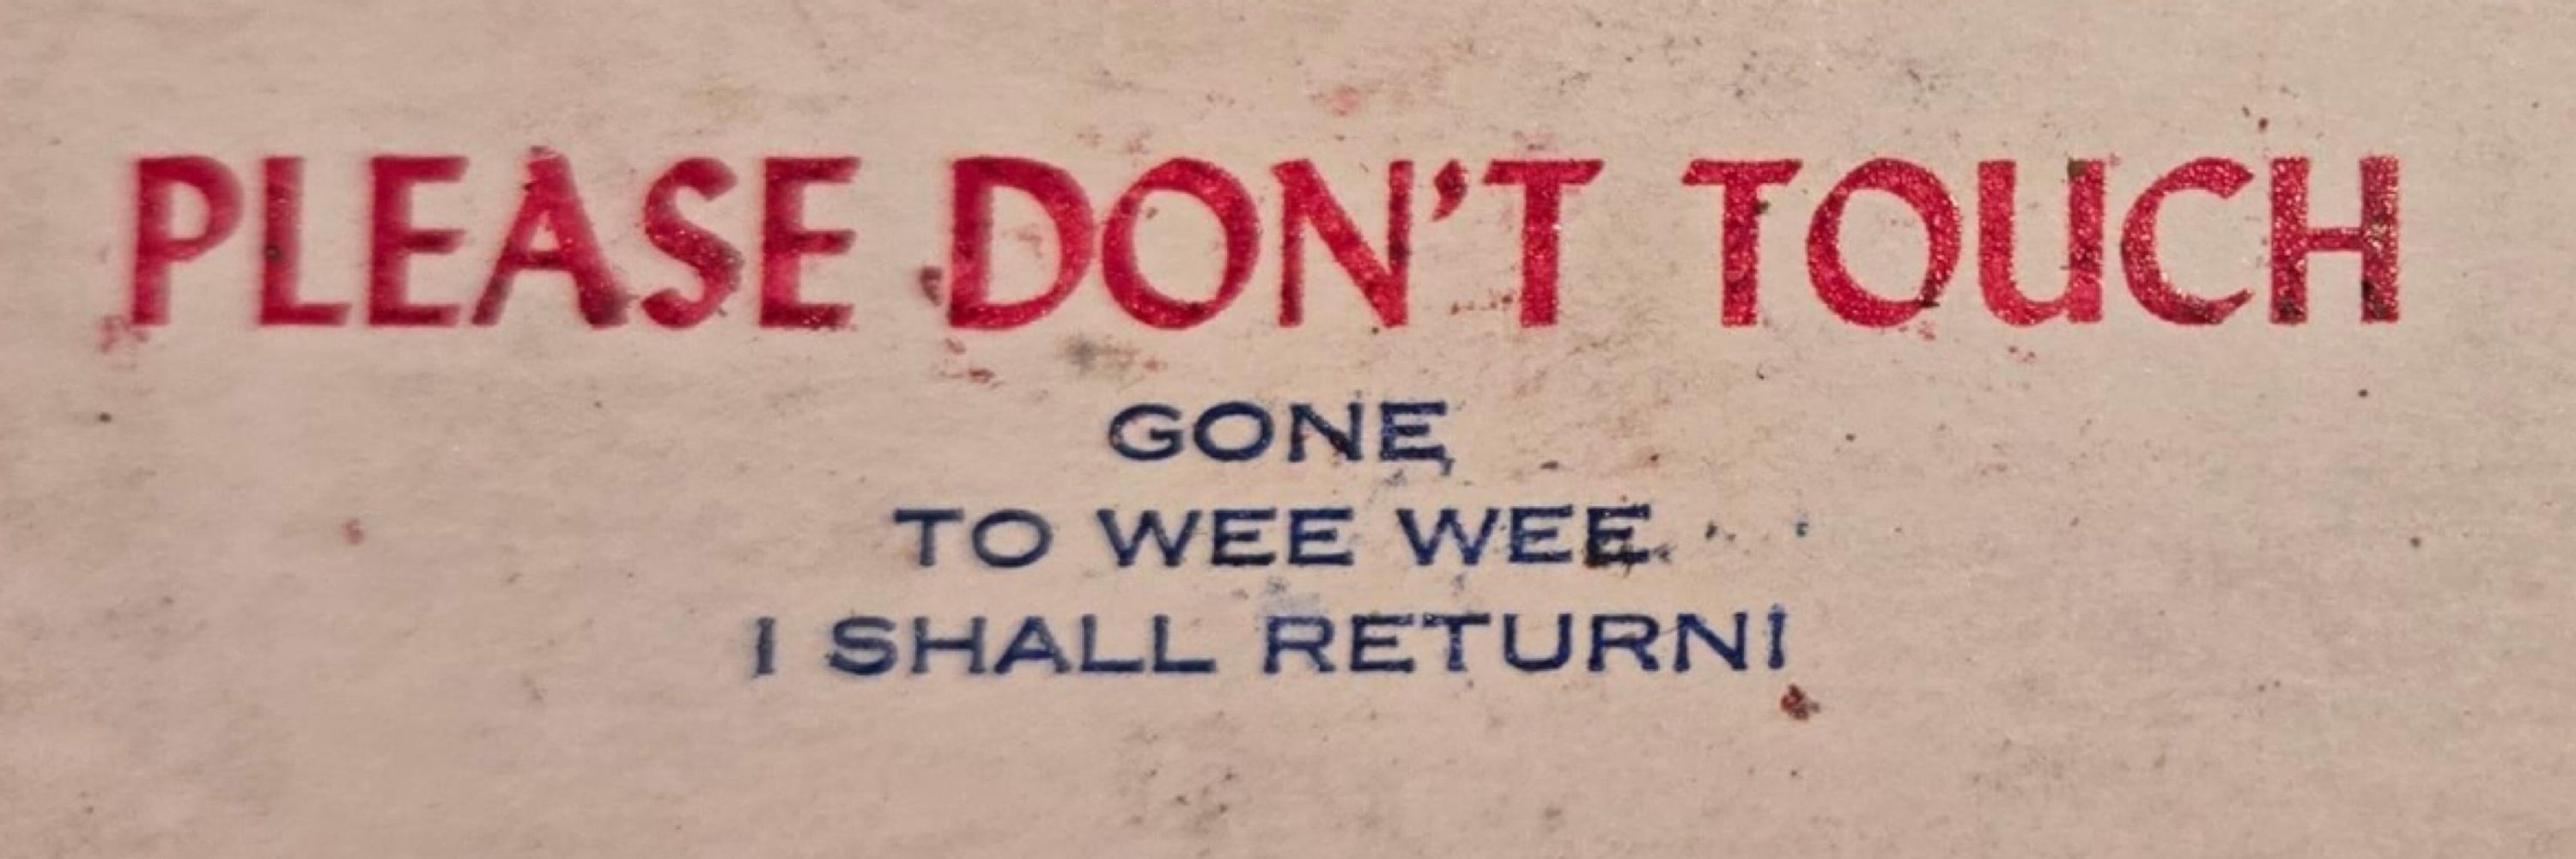 PLEASE DON'T TOUCH
GONE
TO WEE WEE
I SHALL RETURN!